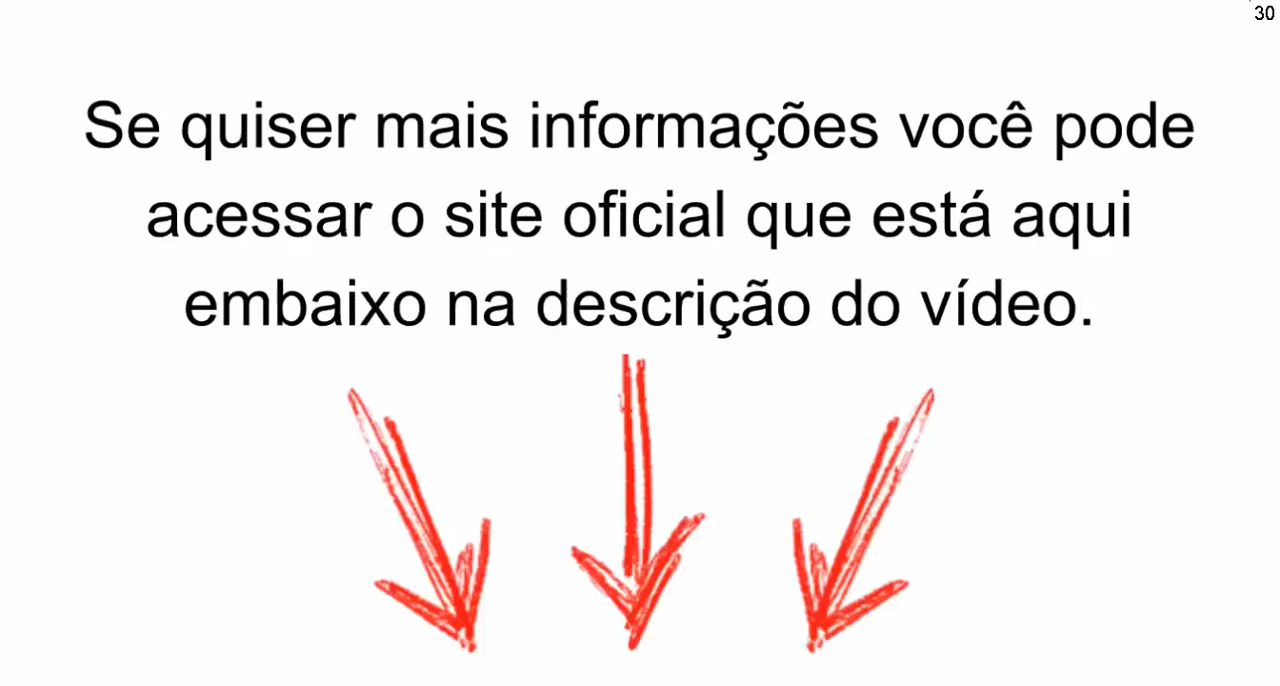 30
Se quiser mais informações você pode
acessar o site oficial que está aqui
embaixo na descrição do vídeo.